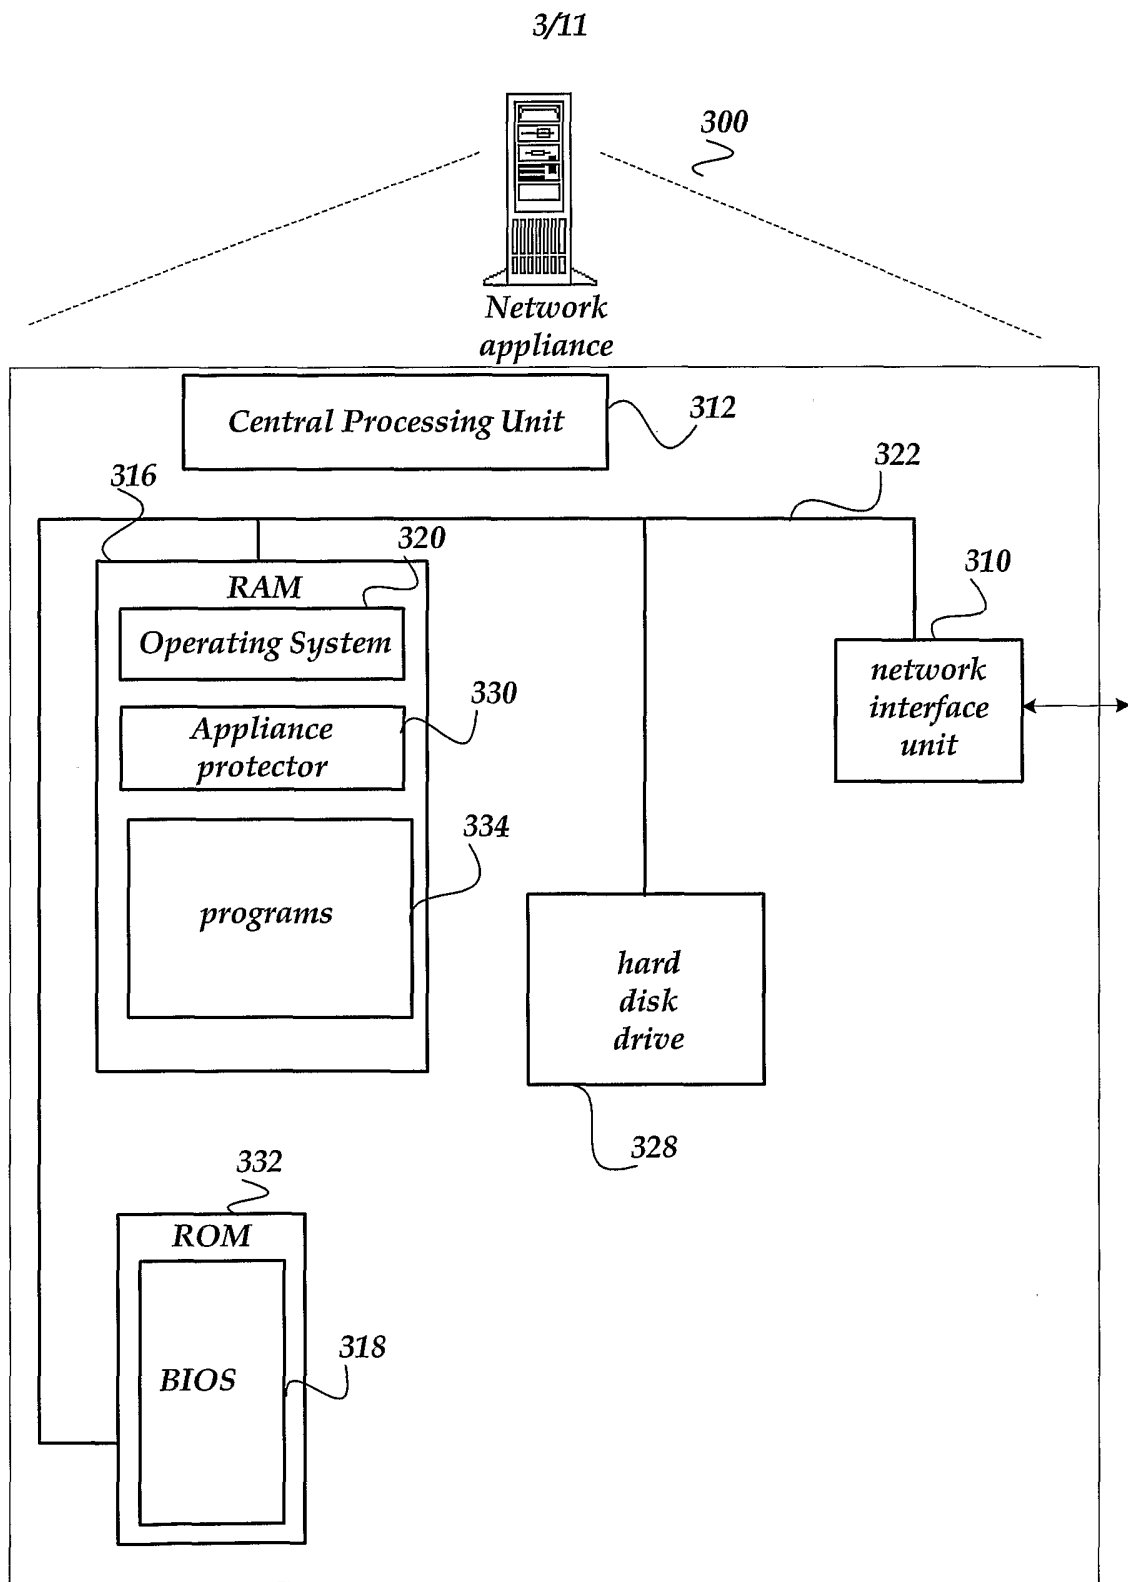 3/11
300
Network
appliance
Central Processing Unit
312
316
322
320
RAM
310
Operating System
network
interface
unit
330
Appliance
protector
334
programs
hard
disk
drive
328
332
ROM
318
BIOS